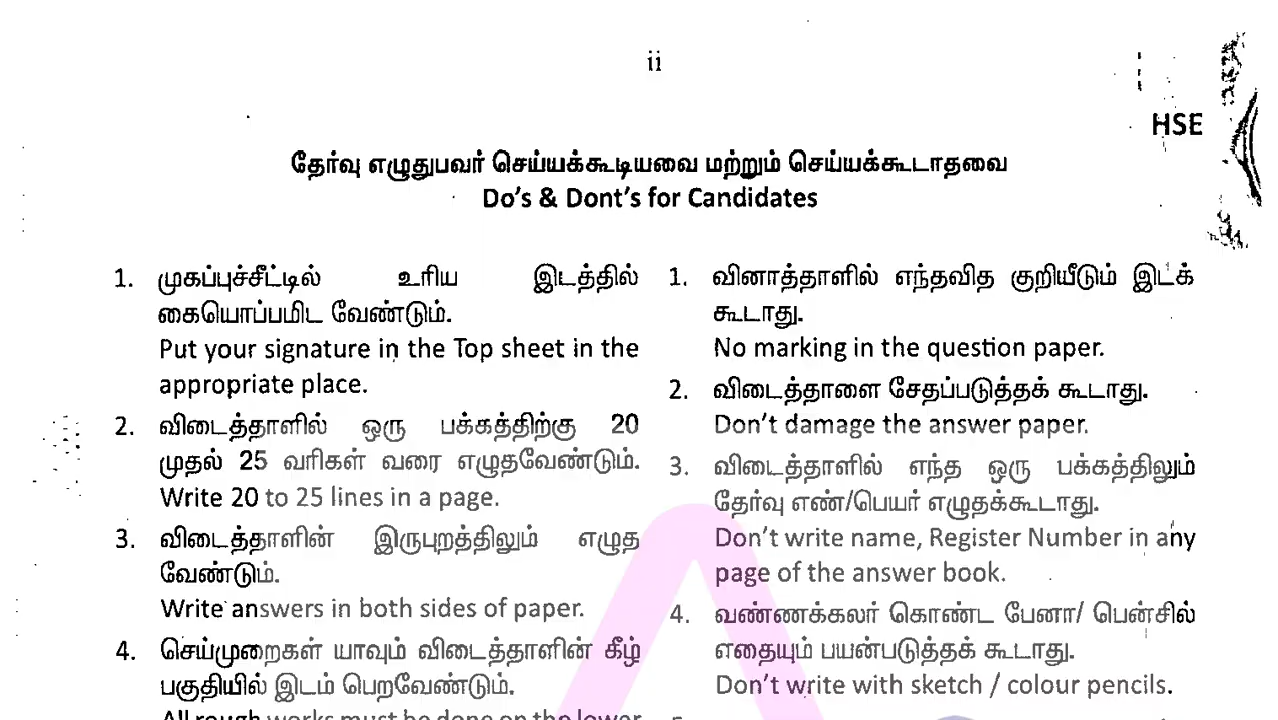 ii
HSE
தேர்வு எழுதுபவர் செய்யக்கூடியவை மற்றும் செய்யக்கூடாதவை
Do's & Dont's for Candidates
1. முகப்புச்சீட்டில் உரிய இடத்தில்
கையொப்பமிட வேண்டும்.
Put your signature in the Top sheet in the
appropriate place.
2. விடைத்தாளில் ஒரு பக்கத்திற்கு 20
முதல் 25 வரிகள் வரை எழுதவேண்டும்.
Write 20 to 25 lines in a page.
3. விடைத்தாளின் இருபுறத்திலும் எழுத
வேண்டும்.
Write answers in both sides of paper.
4. செய்முறைகள் யாவும் விடைத்தாளின் கீழ்
பகுதியில் இடம் பெறவேண்டும்.
All rough works must be done on the lower
1. வினாத்தாளில் எந்தவித குறியீடும் இடக்
கூடாது.
No marking in the question paper.
2. விடைத்தாளை சேதப்படுத்தக் கூடாது.
Don't damage the answer paper.
3. விடைத்தாளில் எந்த ஒரு பக்கத்திலும்
தேர்வு எண்/பெயர் எழுதக்கூடாது.
Don't write name, Register Number in any
page of the answer book.
4. வண்ணக்கலர் கொண்ட பேனா/ பென்சில்
எதையும் பயன்படுத்தக் கூடாது.
Don't write with sketch / colour pencils.